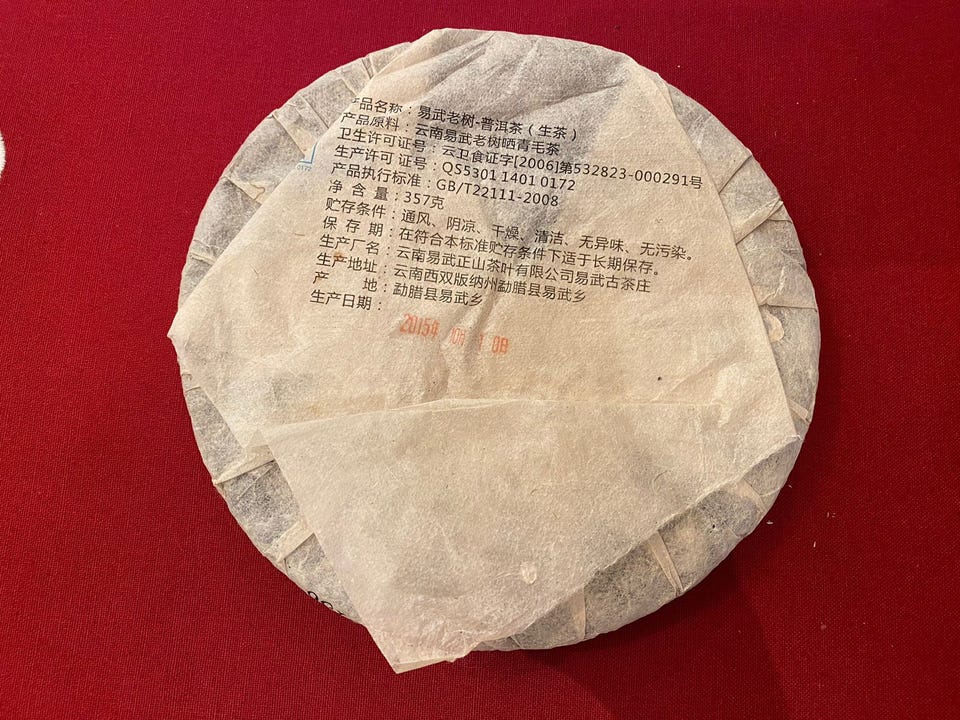 产品名称：易武老树-普洱茶（生茶）
产品原料：云南易武老树晒青毛茶
卫生许可证号：云卫食证字[2006]第532823-000291号
生产许可 证号：QS5301 1401 0172
产品执行标准：GB/T22111-2008
净 含 量：357克
贮存条件：通风、阴凉、干燥、清洁、无异味、无污染。
保 存 期：在符合本标准贮存条件下适于长期保存。
生产厂名：云南易武正山茶叶有限公司易武古茶庄
生产地址：云南西双版纳州勐腊县易武乡
产 地：勐腊县易武乡
生产日期：
2015年